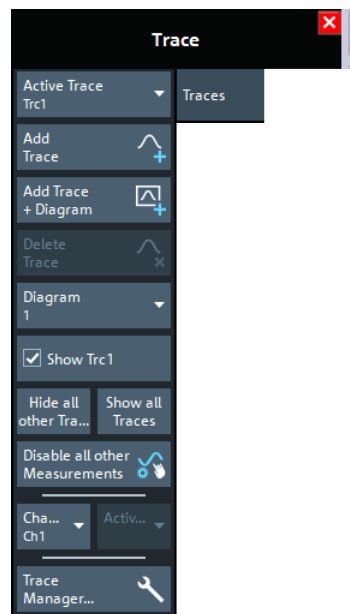 Trace
Active Trace
Trc1
Traces
Add
Trace
Add Trace
+ Diagram
Delete
Trace
Diagram
1
Show Trc1
Hide all
other Tra...
Show all
Traces
Disable all other
Measurements
Cha...
Ch1
Activ...
Trace
Manager...